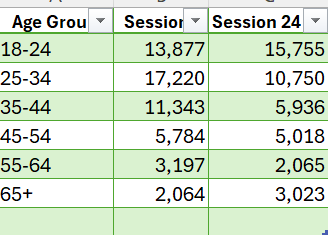 Age Grou Session Session 24
18-24 13,877 15,755
25-34 17,220 10,750
35-44 11,343 5,936
45-54 5,784 5,018
55-64 3,197 2,065
65+ 2,064 3,023